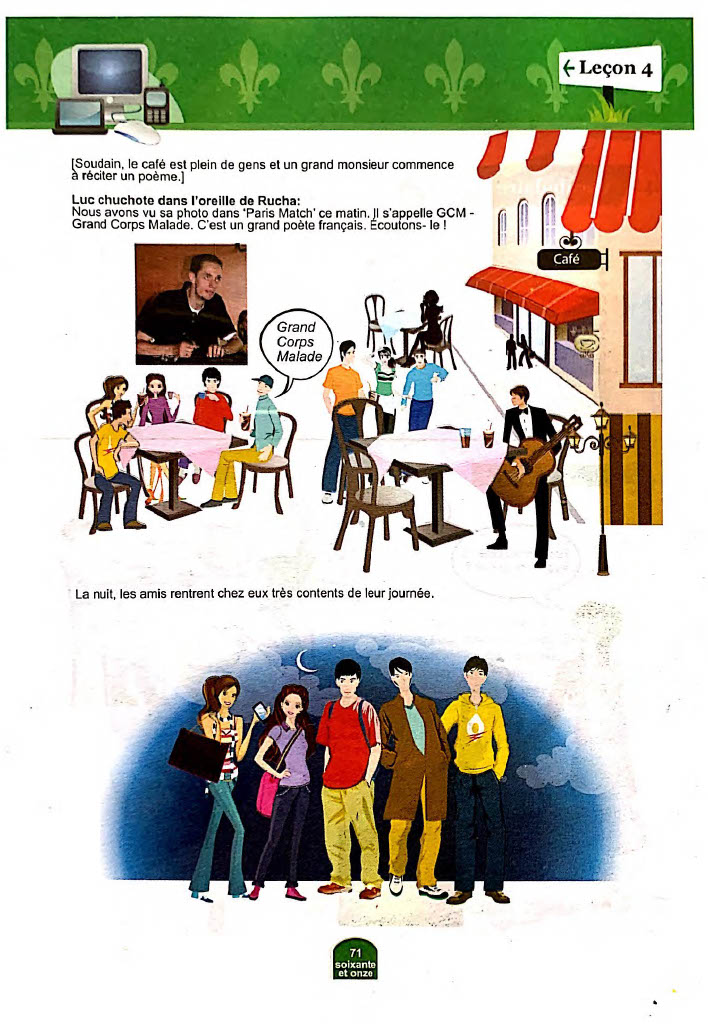 ← Leçon 4
[Soudain, le café est plein de gens et un grand monsieur commence
à réciter un poème.]
Luc chuchote dans l'oreille de Rucha:
Nous avons vu sa photo dans 'Paris Match' ce matin. Il s'appelle GCM -
Grand Corps Malade. C'est un grand poète français. Écoutons- le !
Café
Grand
Corps
Malade
La nuit, les amis rentrent chez eux très contents de leur journée.
71
soixante
et onze